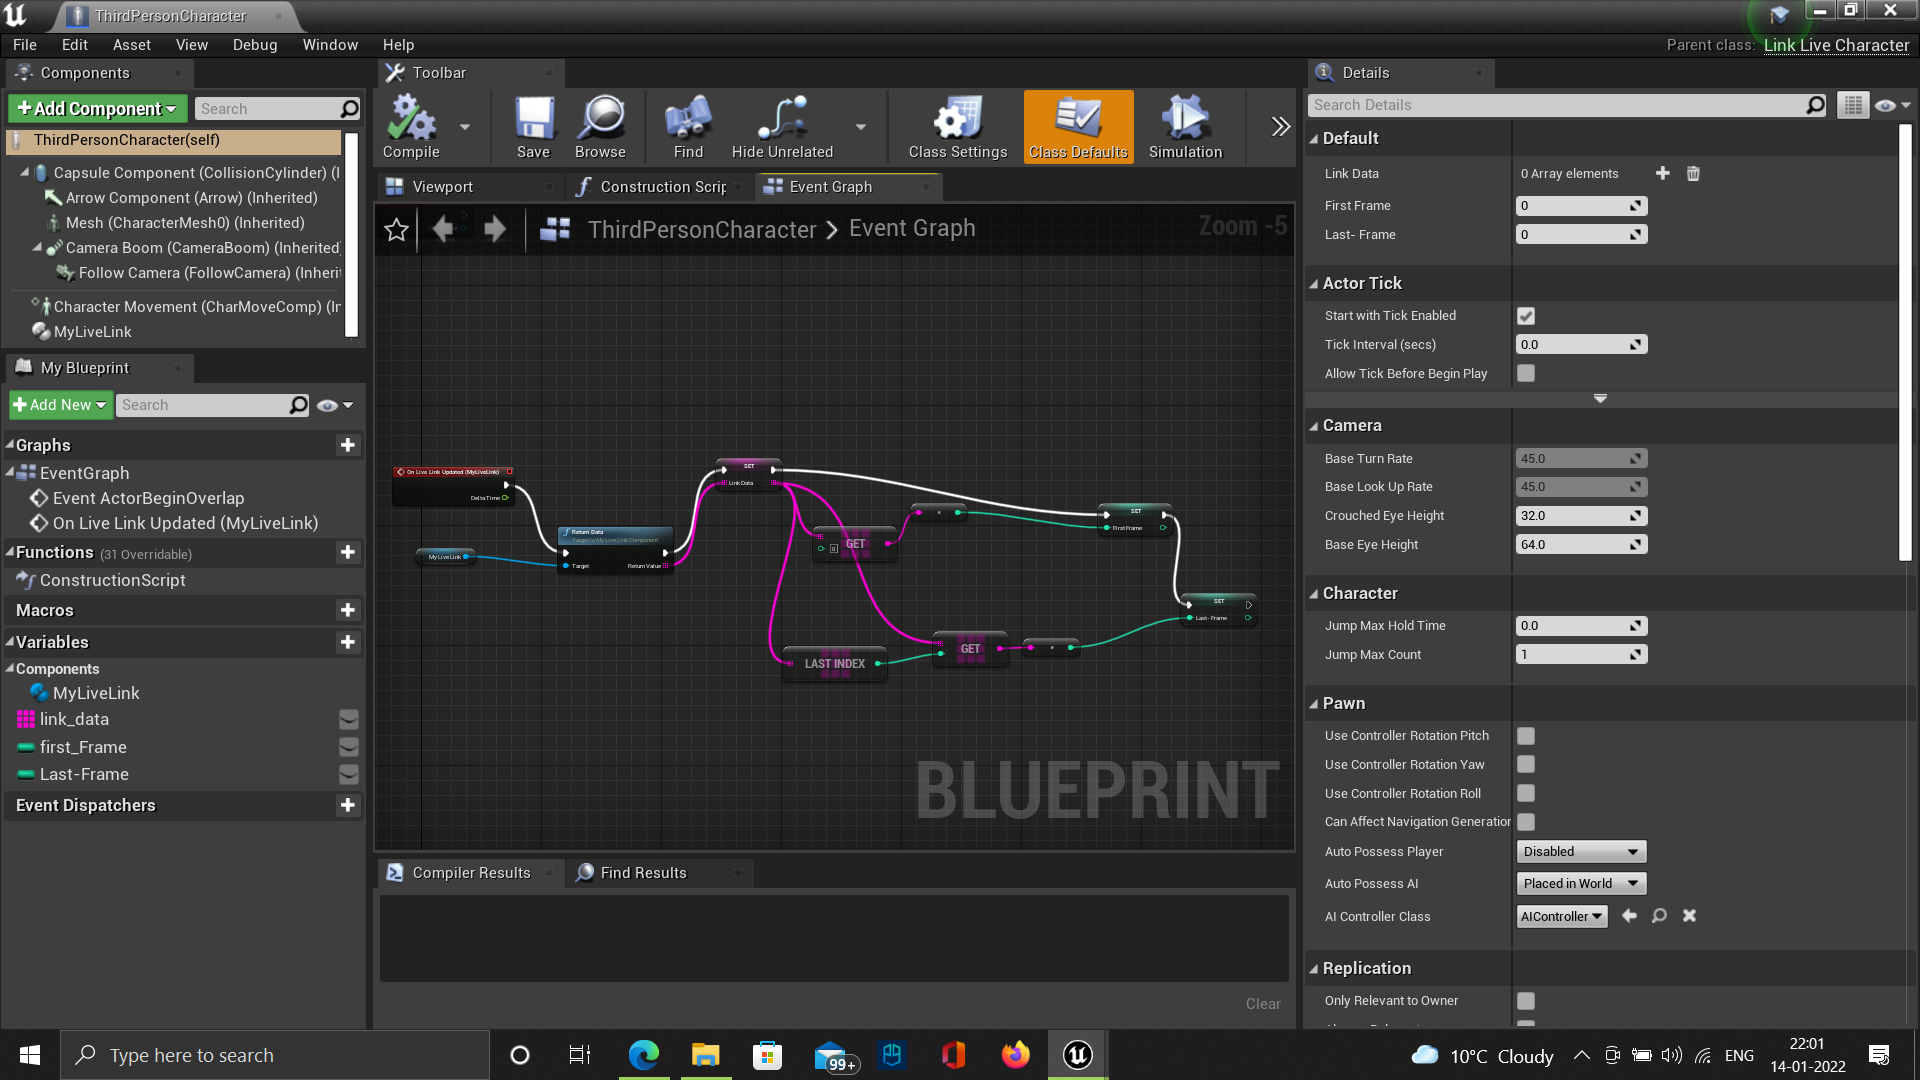 ThirdPersonCharacter
File Edit Asset View Debug Window Help
Parent class: Link Live Character
Components
Add Component
Search
ThirdPersonCharacter(self)
Capsule Component (CollisionCylinder) (I
Arrow Component (Arrow) (Inherited)
Mesh (CharacterMesh0) (Inherited)
Camera Boom (CameraBoom) (Inherited)
Follow Camera (FollowCamera) (Inherit
Character Movement (CharMoveComp) (In
MyLiveLink
My Blueprint
Add New
Search
Graphs
EventGraph
Event ActorBeginOverlap
On Live Link Updated (MyLiveLink)
Functions (31 Overridable)
ConstructionScript
Macros
Variables
Components
MyLiveLink
link_data
first_Frame
Last-Frame
Event Dispatchers
Toolbar
Compile
Save
Browse
Find
Hide Unrelated
Class Settings
Class Defaults
Simulation
Viewport
Construction Scrip
Event Graph
ThirdPersonCharacter > Event Graph
Zoom -5
On Live Link Updated (MyLiveLink)
Delta Time
My Live Link
Return Data
Target is My Live Link Component
Target
Return Value
SET
Link Data
0
GET
SET
First Frame
LAST INDEX
GET
SET
Last- Frame
BLUEPRINT
Compiler Results
Find Results
Clear
Details
Search Details
Default
Link Data
0 Array elements
First Frame
0
Last- Frame
0
Actor Tick
Start with Tick Enabled
Tick Interval (secs)
0.0
Allow Tick Before Begin Play
Camera
Base Turn Rate
45.0
Base Look Up Rate
45.0
Crouched Eye Height
32.0
Base Eye Height
64.0
Character
Jump Max Hold Time
0.0
Jump Max Count
1
Pawn
Use Controller Rotation Pitch
Use Controller Rotation Yaw
Use Controller Rotation Roll
Can Affect Navigation Generation
Auto Possess Player
Disabled
Auto Possess AI
Placed in World
AI Controller Class
AIController
Replication
Only Relevant to Owner
Type here to search
99+
10°C Cloudy
ENG
22:01
14-01-2022